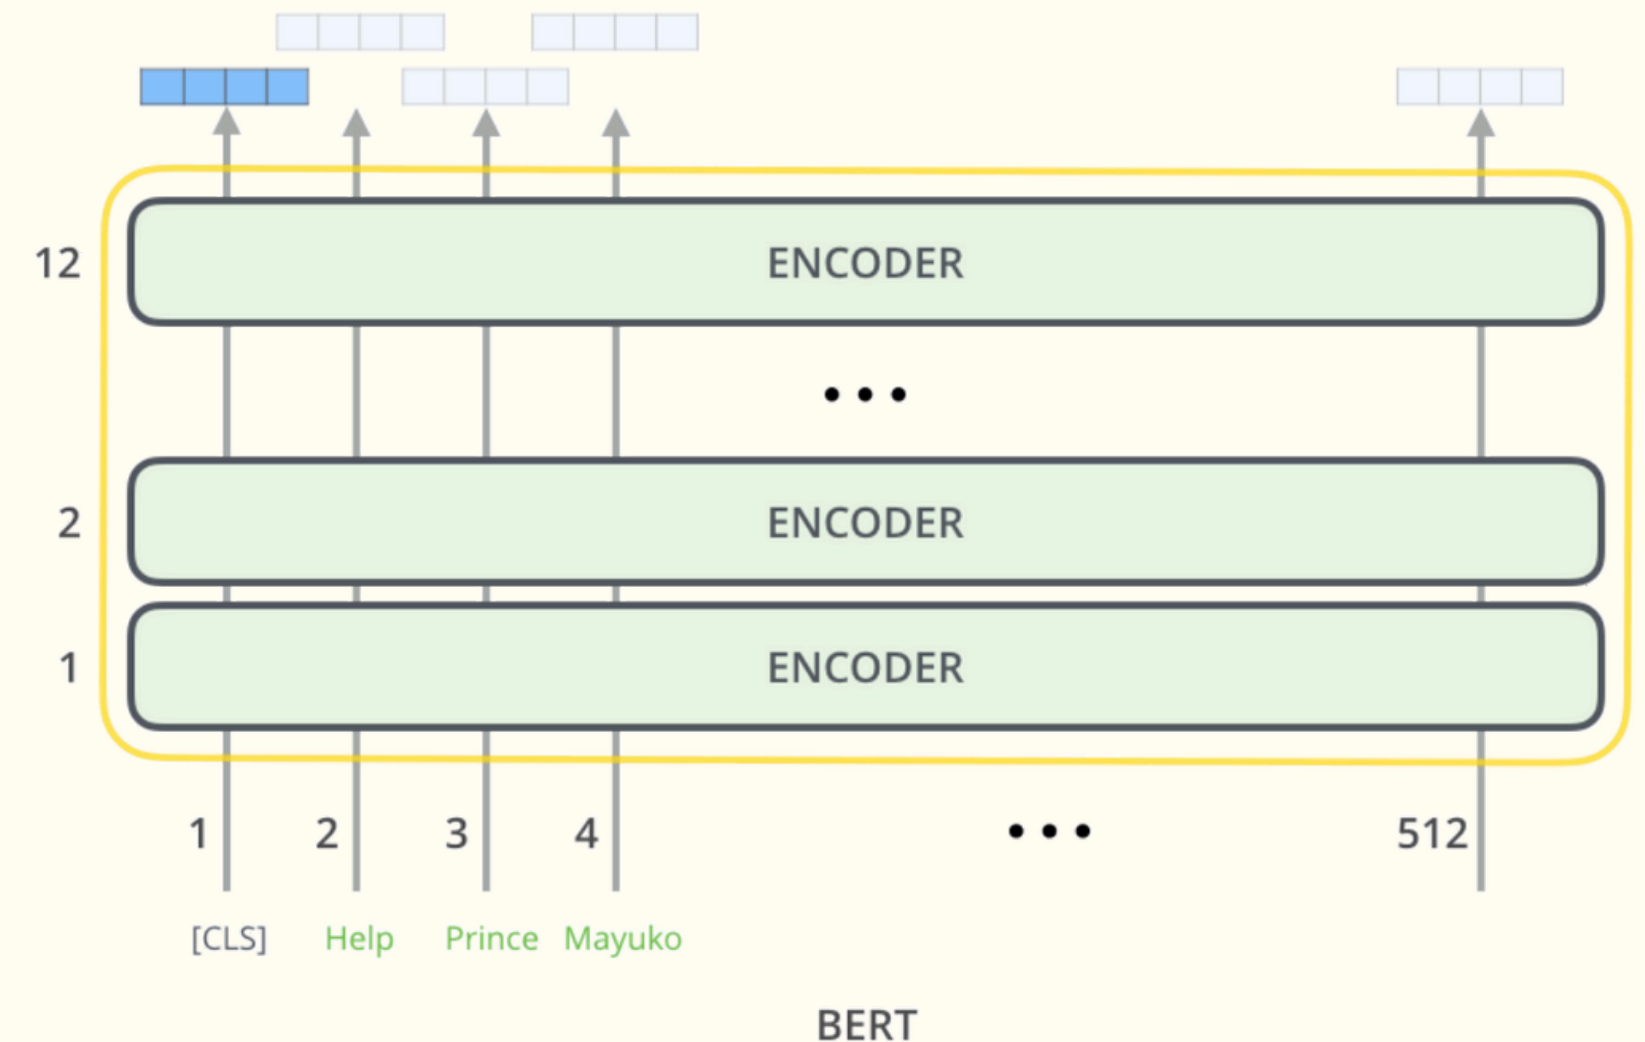 12 ENCODER
•••
2 ENCODER
1 ENCODER
1 2 3 4 ••• 512
[CLS] Help Prince Mayuko
BERT